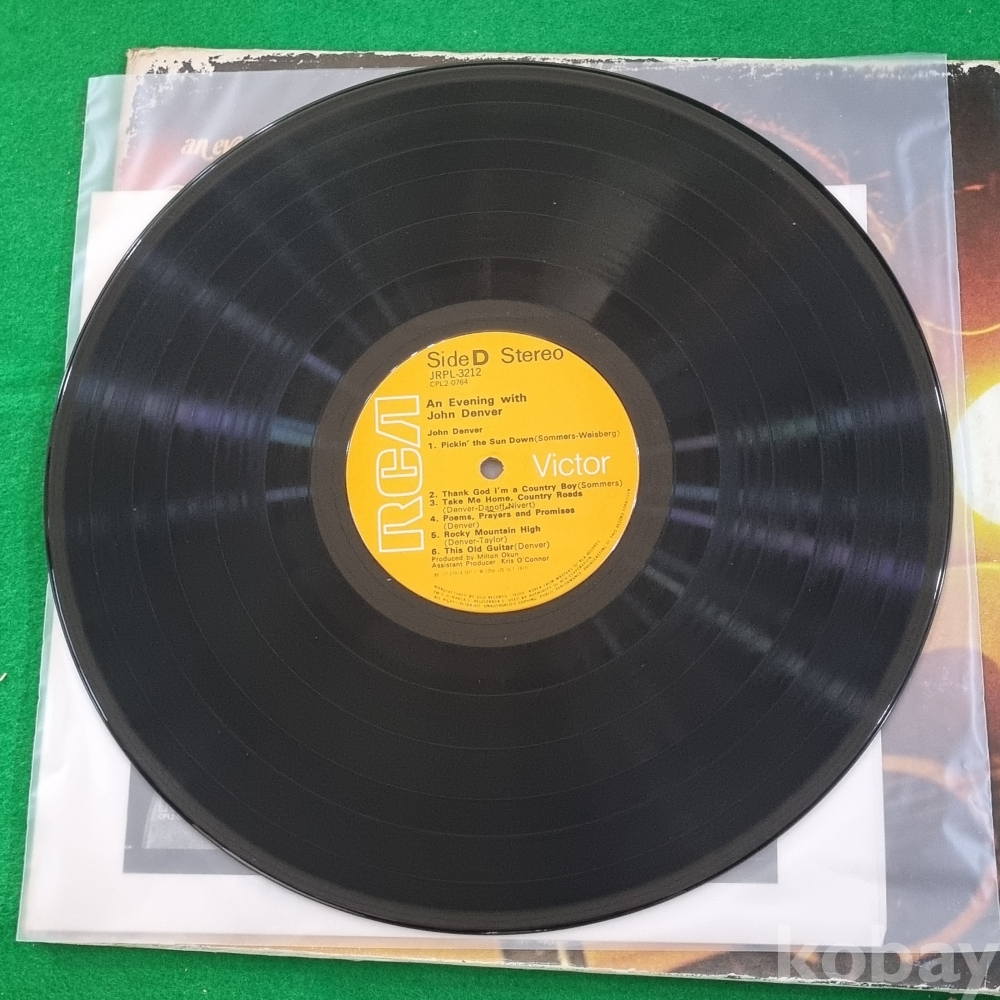 an ev
Side D Stereo
JRPL-3212
CPL2-0764
An Evening with
John Denver
John Denver
1. Pickin' the Sun Down(Sommers-Weisberg)
RCA
Victor
2. Thank God I'm a Country Boy(Sommers)
3. Take Me Home, Country Roads
(Denver-Danoff-Nivert)
4. Poems, Prayers and Promises
(Denver)
5. Rocky Mountain High
(Denver-Taylor)
6. This Old Guitar(Denver)
Produced by Milton Okun
Assistant Producer Kris O'Connor
kobay